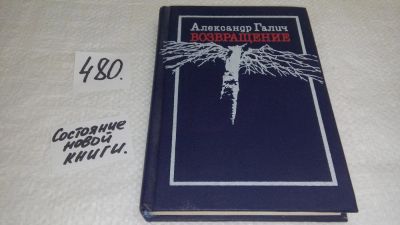 480.
Состояние
новой
книги.
Александр Галич
ВОЗВРАЩЕНИЕ